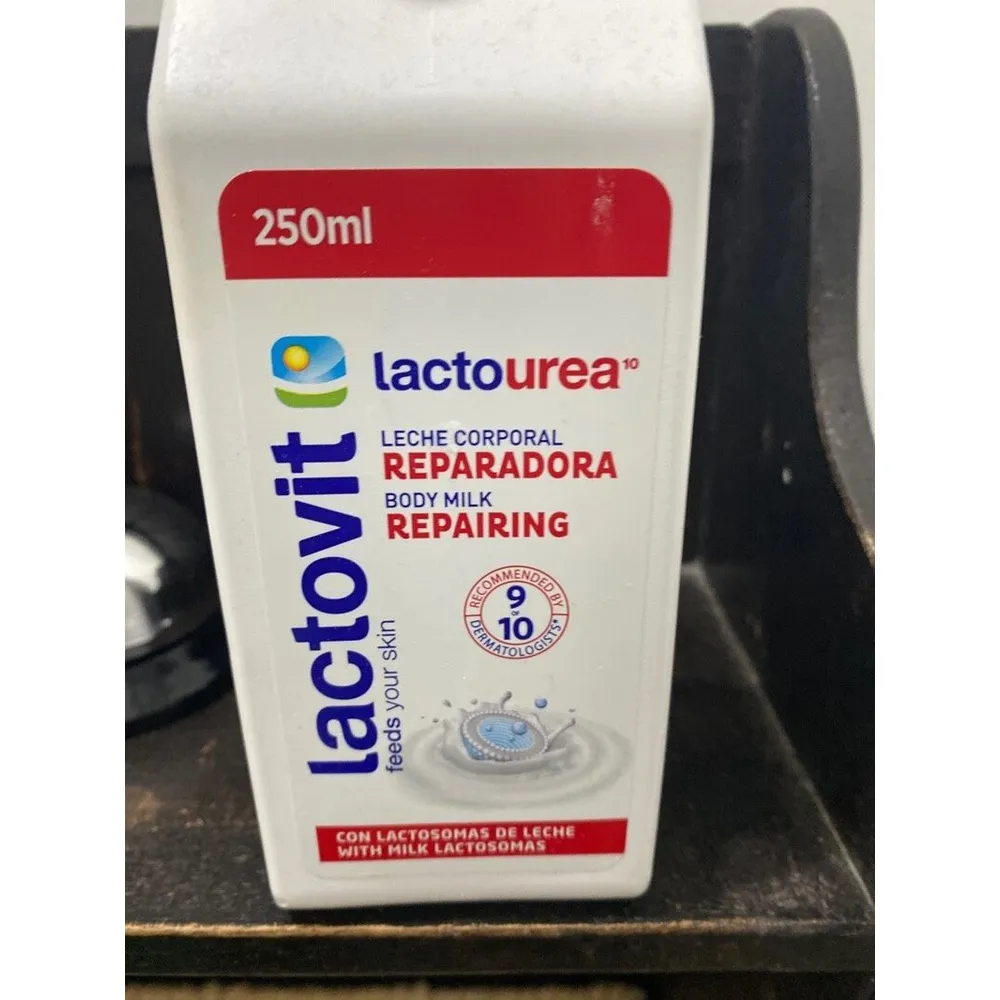 250ml
lactourea10
LECHE CORPORAL
REPARADORA
BODY MILK
REPAIRING
RECOMMENDED BY
9
OF
10
DERMATOLOGISTS*
lactovit
feeds your skin
CON LACTOSOMAS DE LECHE
WITH MILK LACTOSOMAS